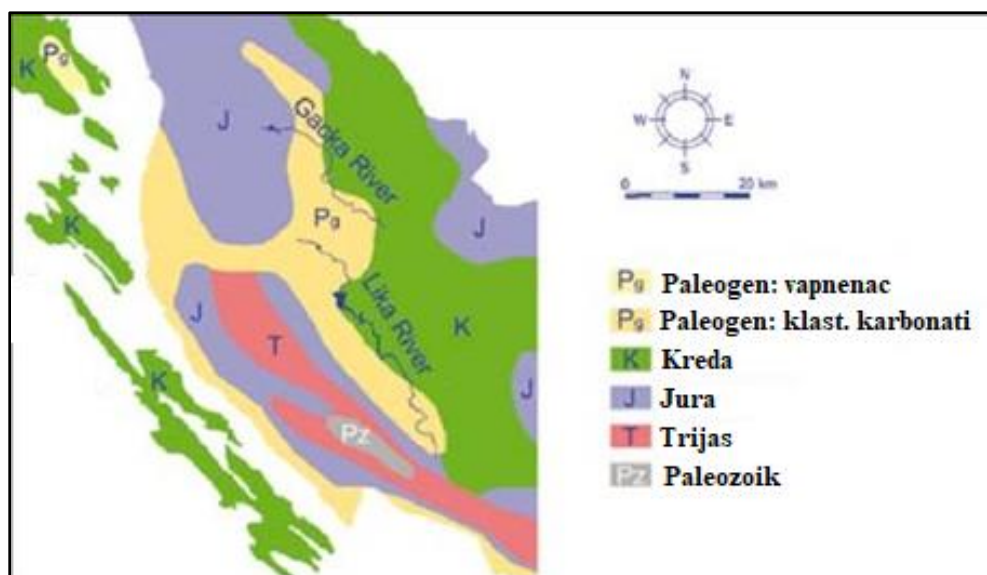 Pg
K
J
Gacka River
Pg
K
J
Lika River
J
T
K
J
K
Pz
N
W E
S
0 20 km
Pg Paleogen: vapnenac
Pg Paleogen: klast. karbonati
K Kreda
J Jura
T Trijas
Pz Paleozoik